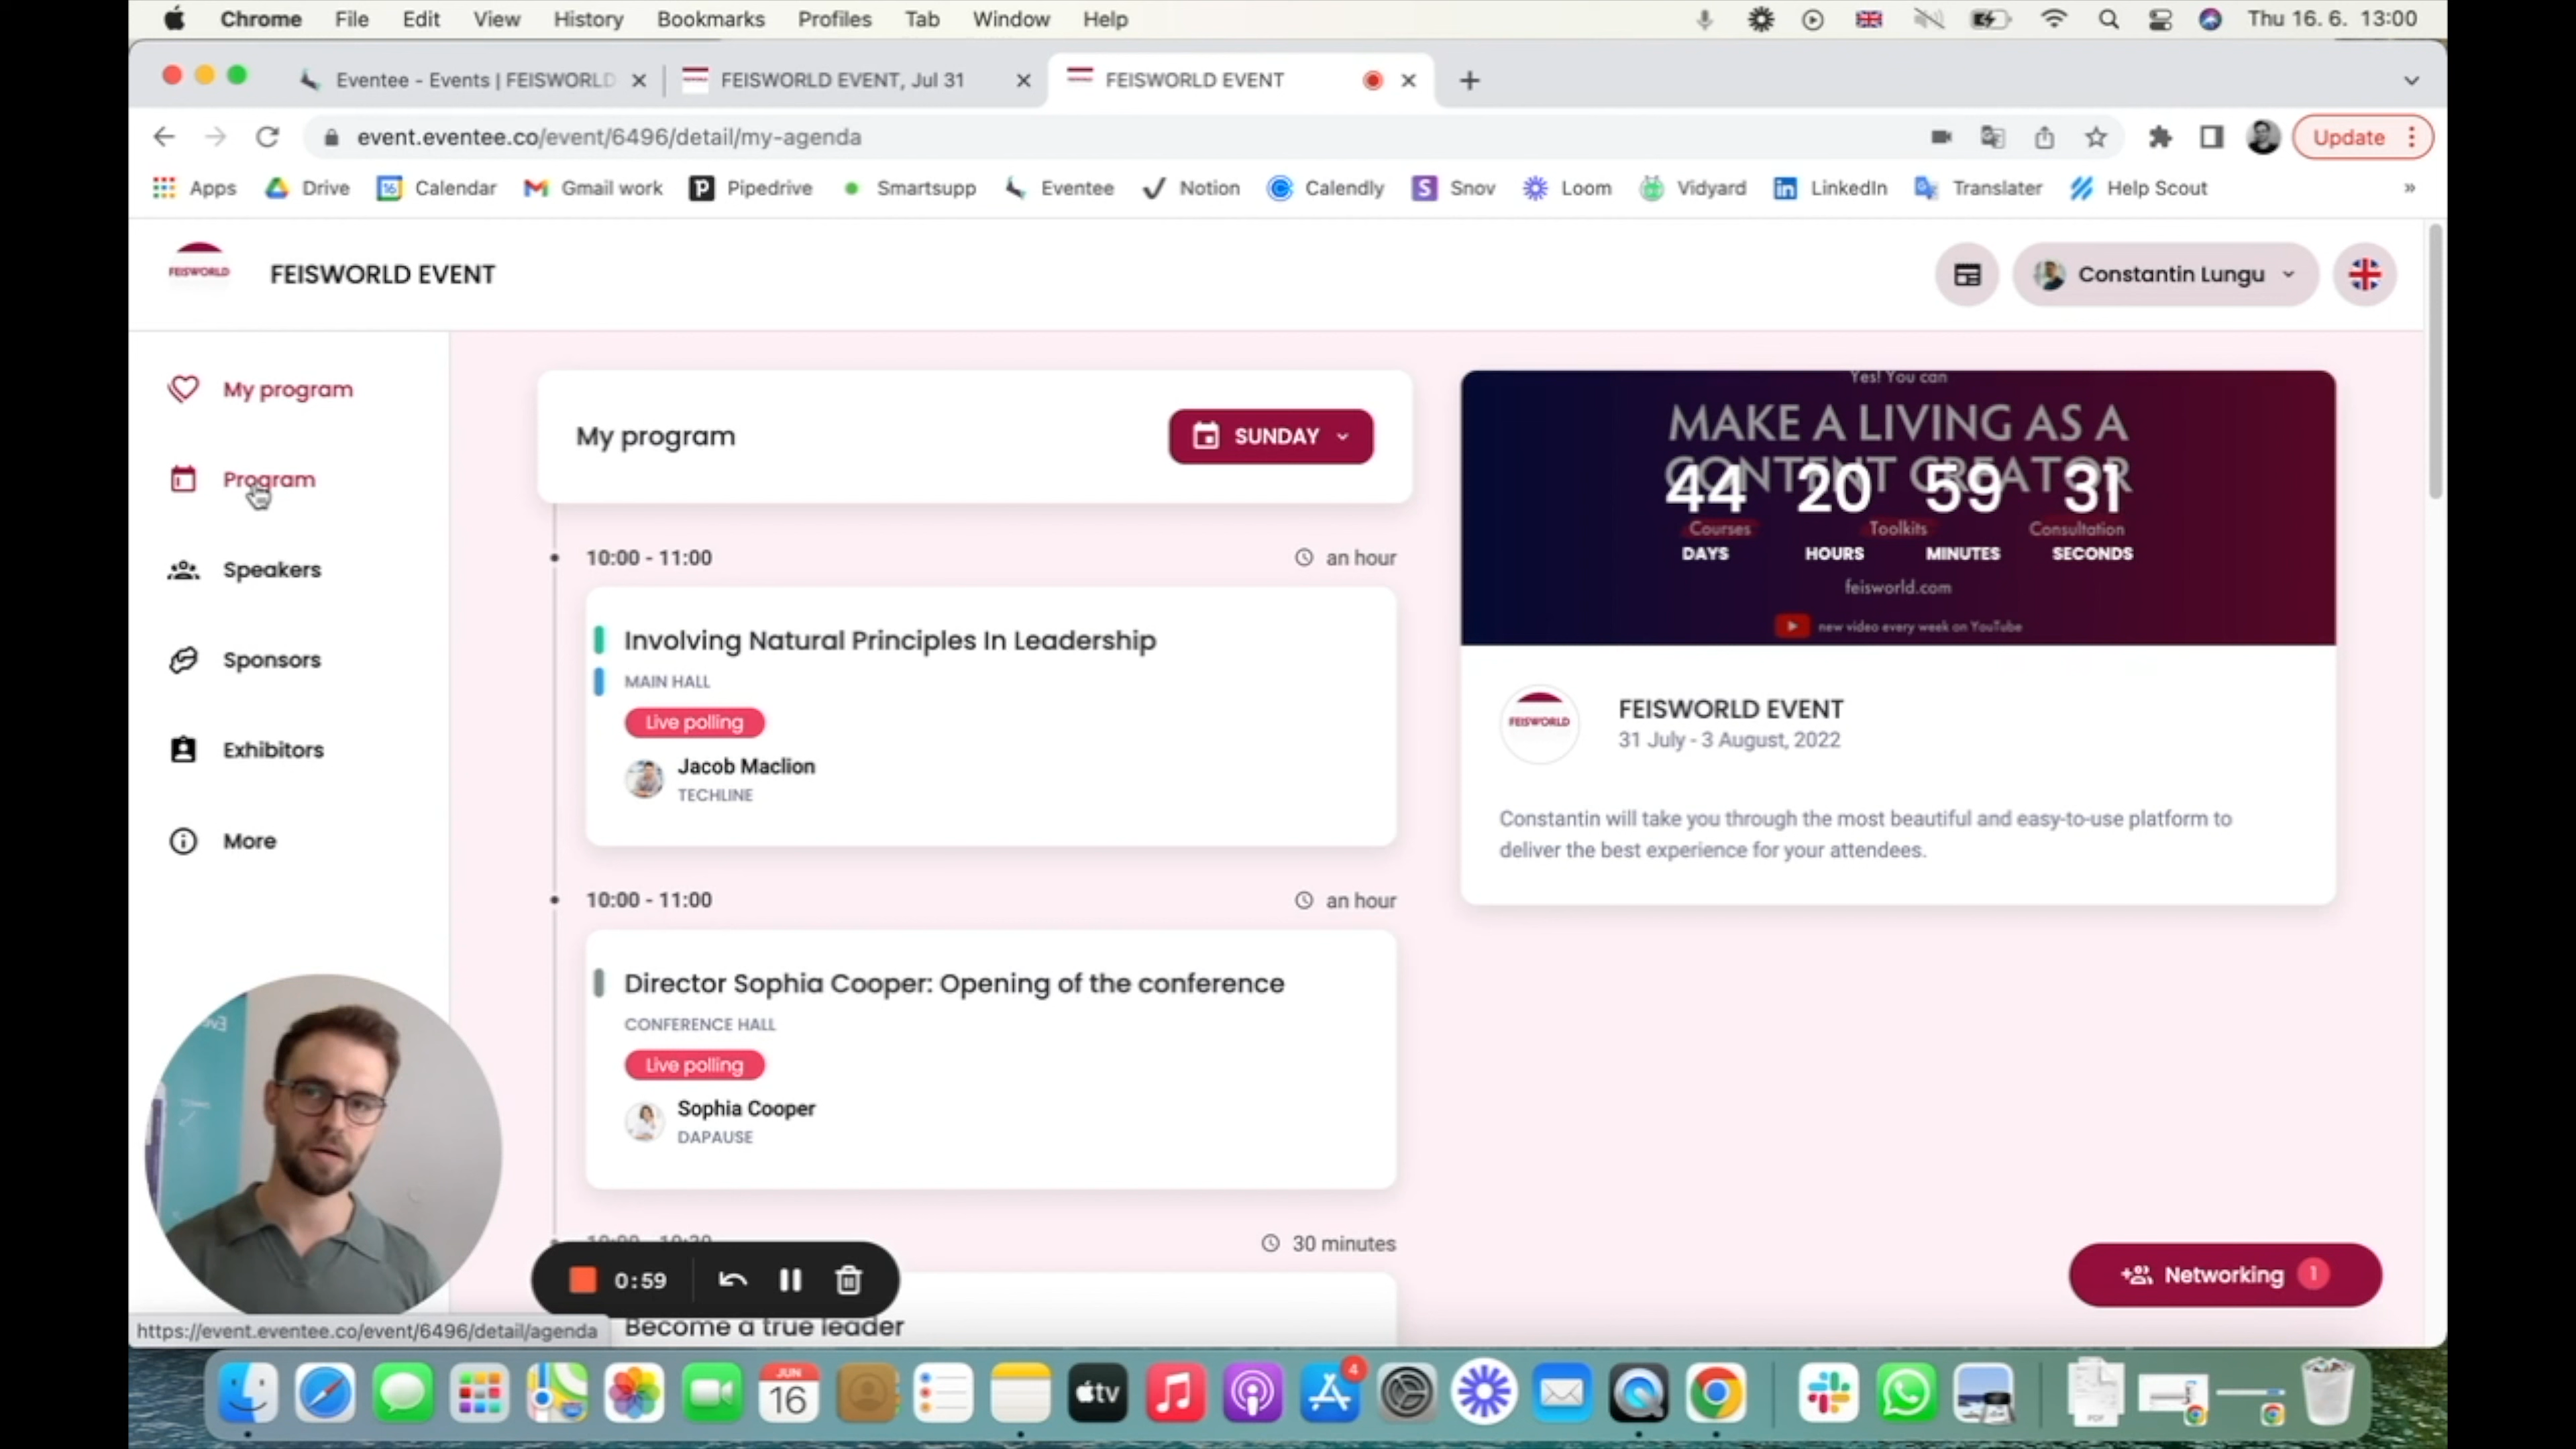 Chrome File Edit View History Bookmarks Profiles Tab Window Help Thu 16. 6. 13:00
Eventee - Events | FEISWORLD
FEISWORLD EVENT, Jul 31
FEISWORLD EVENT
event.eventee.co/event/6496/detail/my-agenda
Update
Apps Drive Calendar Gmail work Pipedrive Smartsupp Eventee Notion Calendly Snov Loom Vidyard LinkedIn Translater Help Scout »
FEISWORLD
FEISWORLD EVENT
Constantin Lungu
My program
Program
Speakers
Sponsors
Exhibitors
More
My program
SUNDAY
10:00 - 11:00
an hour
Involving Natural Principles In Leadership
MAIN HALL
Live polling
Jacob Maclion
TECHLINE
10:00 - 11:00
an hour
Director Sophia Cooper: Opening of the conference
CONFERENCE HALL
Live polling
Sophia Cooper
DAPAUSE
30 minutes
Become a true leader
Yes! You can
MAKE A LIVING AS A
CONTENT CREATOR
44 20 59 31
Courses Toolkits Consultation
DAYS HOURS MINUTES SECONDS
feisworld.com
new video every week on YouTube
FEISWORLD
FEISWORLD EVENT
31 July - 3 August, 2022
Constantin will take you through the most beautiful and easy-to-use platform to
deliver the best experience for your attendees.
Networking 1
0:59
https://event.eventee.co/event/6496/detail/agenda
JUN
16
tv
4
PDF